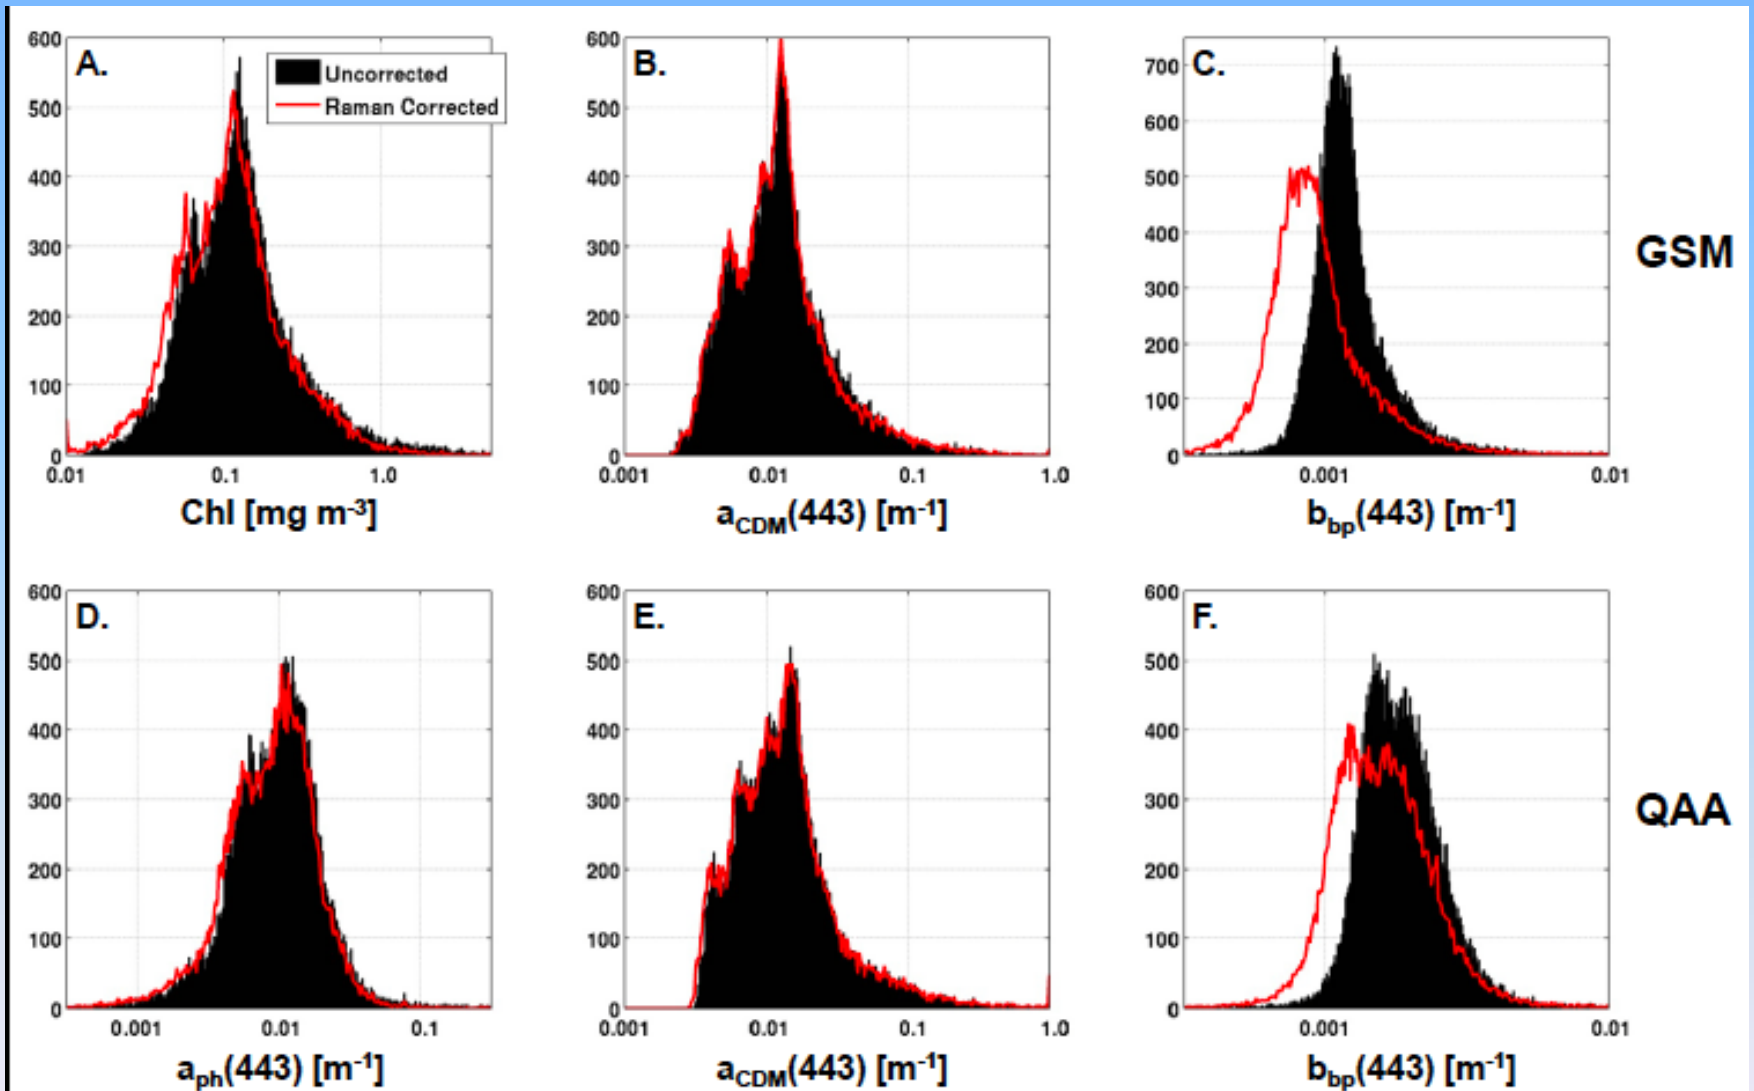 A.
Uncorrected
Raman Corrected
600
500
400
300
200
100
0
0.01 0.1 1.0
Chl [mg m-3]
B.
600
500
400
300
200
100
0
0.001 0.01 0.1 1.0
aCDM(443) [m-1]
C.
700
600
500
400
300
200
100
0
0.001 0.01
bbp(443) [m-1]
GSM
D.
600
500
400
300
200
100
0
0.001 0.01 0.1
aph(443) [m-1]
E.
600
500
400
300
200
100
0
0.001 0.01 0.1 1.0
aCDM(443) [m-1]
F.
600
500
400
300
200
100
0
0.001 0.01
bbp(443) [m-1]
QAA